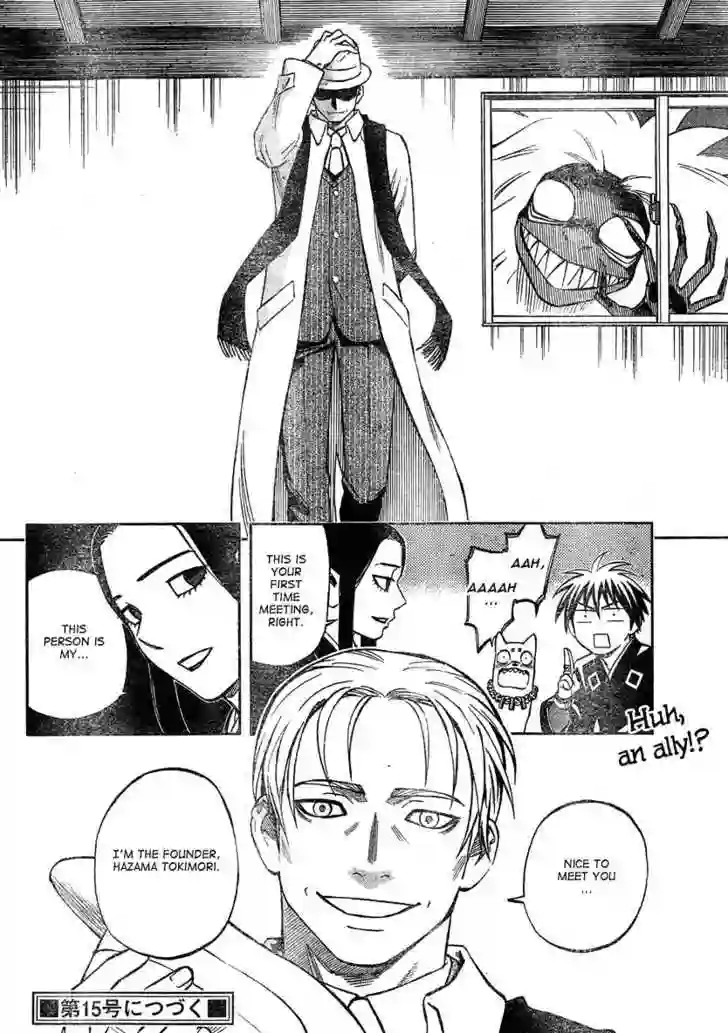 AAH,
AAAAH
...
THIS IS
YOUR
FIRST
TIME
MEETING,
RIGHT.
THIS
PERSON IS
MY...
Huh,
an ally!?
NICE TO
MEET YOU
...
I'M THE FOUNDER,
HAZAMA TOKIMORI.
第15号につづく